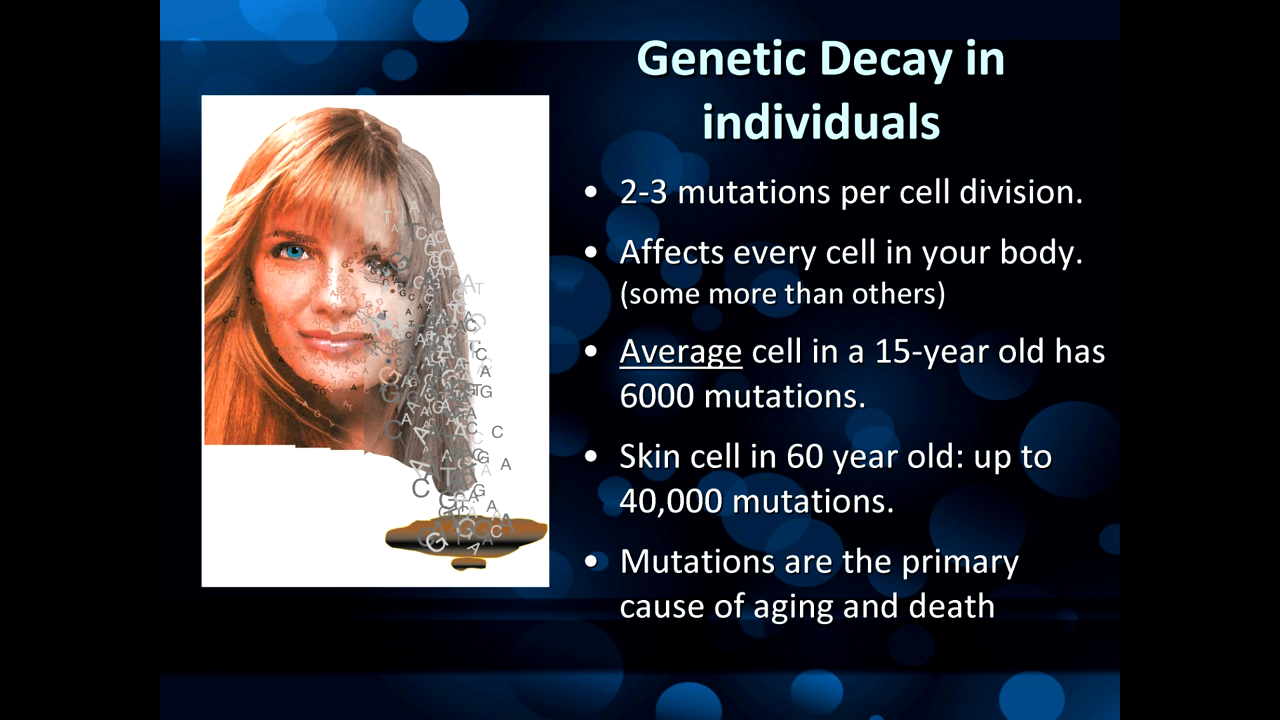 Genetic Decay in
individuals
• 2-3 mutations per cell division.
• Affects every cell in your body.
(some more than others)
• Average cell in a 15-year old has
6000 mutations.
• Skin cell in 60 year old: up to
40,000 mutations.
• Mutations are the primary
cause of aging and death